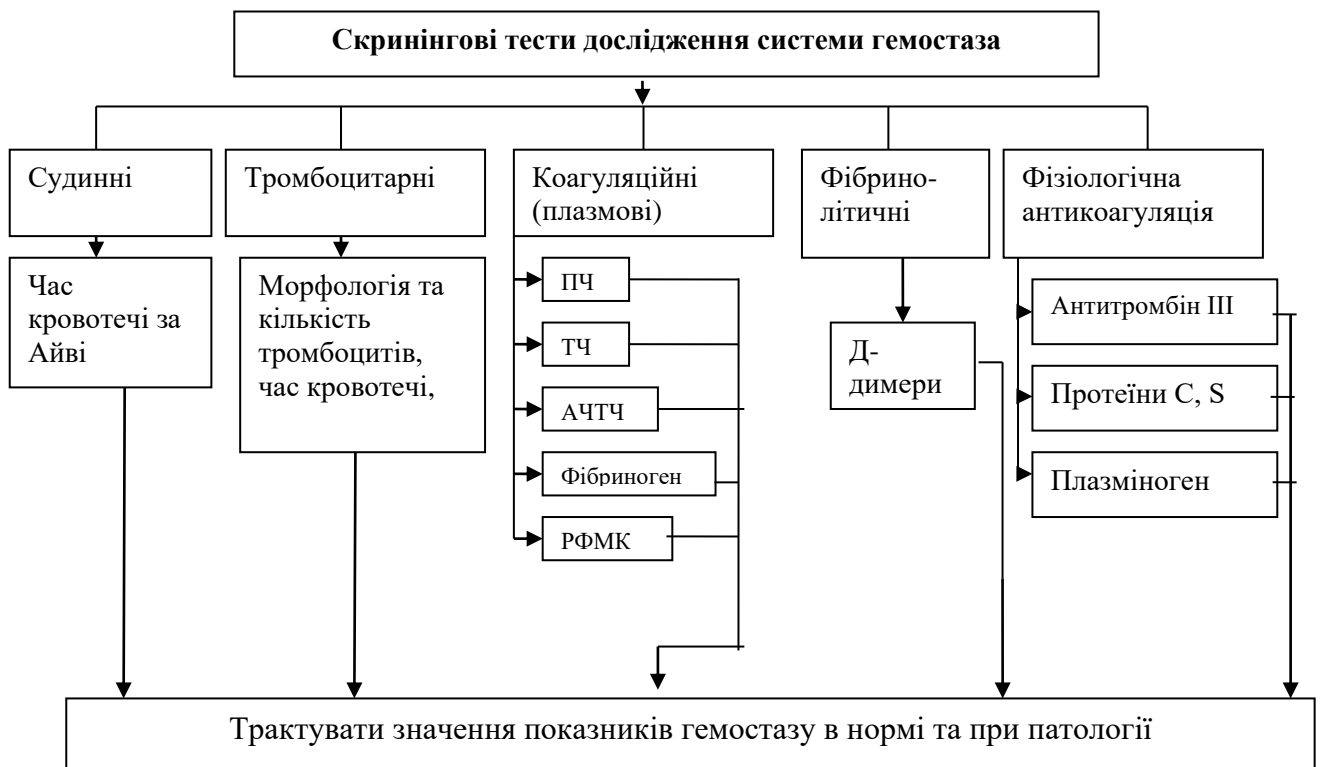 Скринінгові тести дослідження системи гемостаза
Судинні
Тромбоцитарні
Коагуляційні
(плазмові)
Фібрино-
літичні
Фізіологічна
антикоагуляція
Час
кровотечі за
Айві
Морфологія та
кількість
тромбоцитів,
час кровотечі,
ПЧ
ТЧ
АЧТЧ
Фібриноген
РФМК
Д-
димери
Антитромбін ІІІ
Протеїни С, S
Плазміноген
Трактувати значення показників гемостазу в нормі та при патології